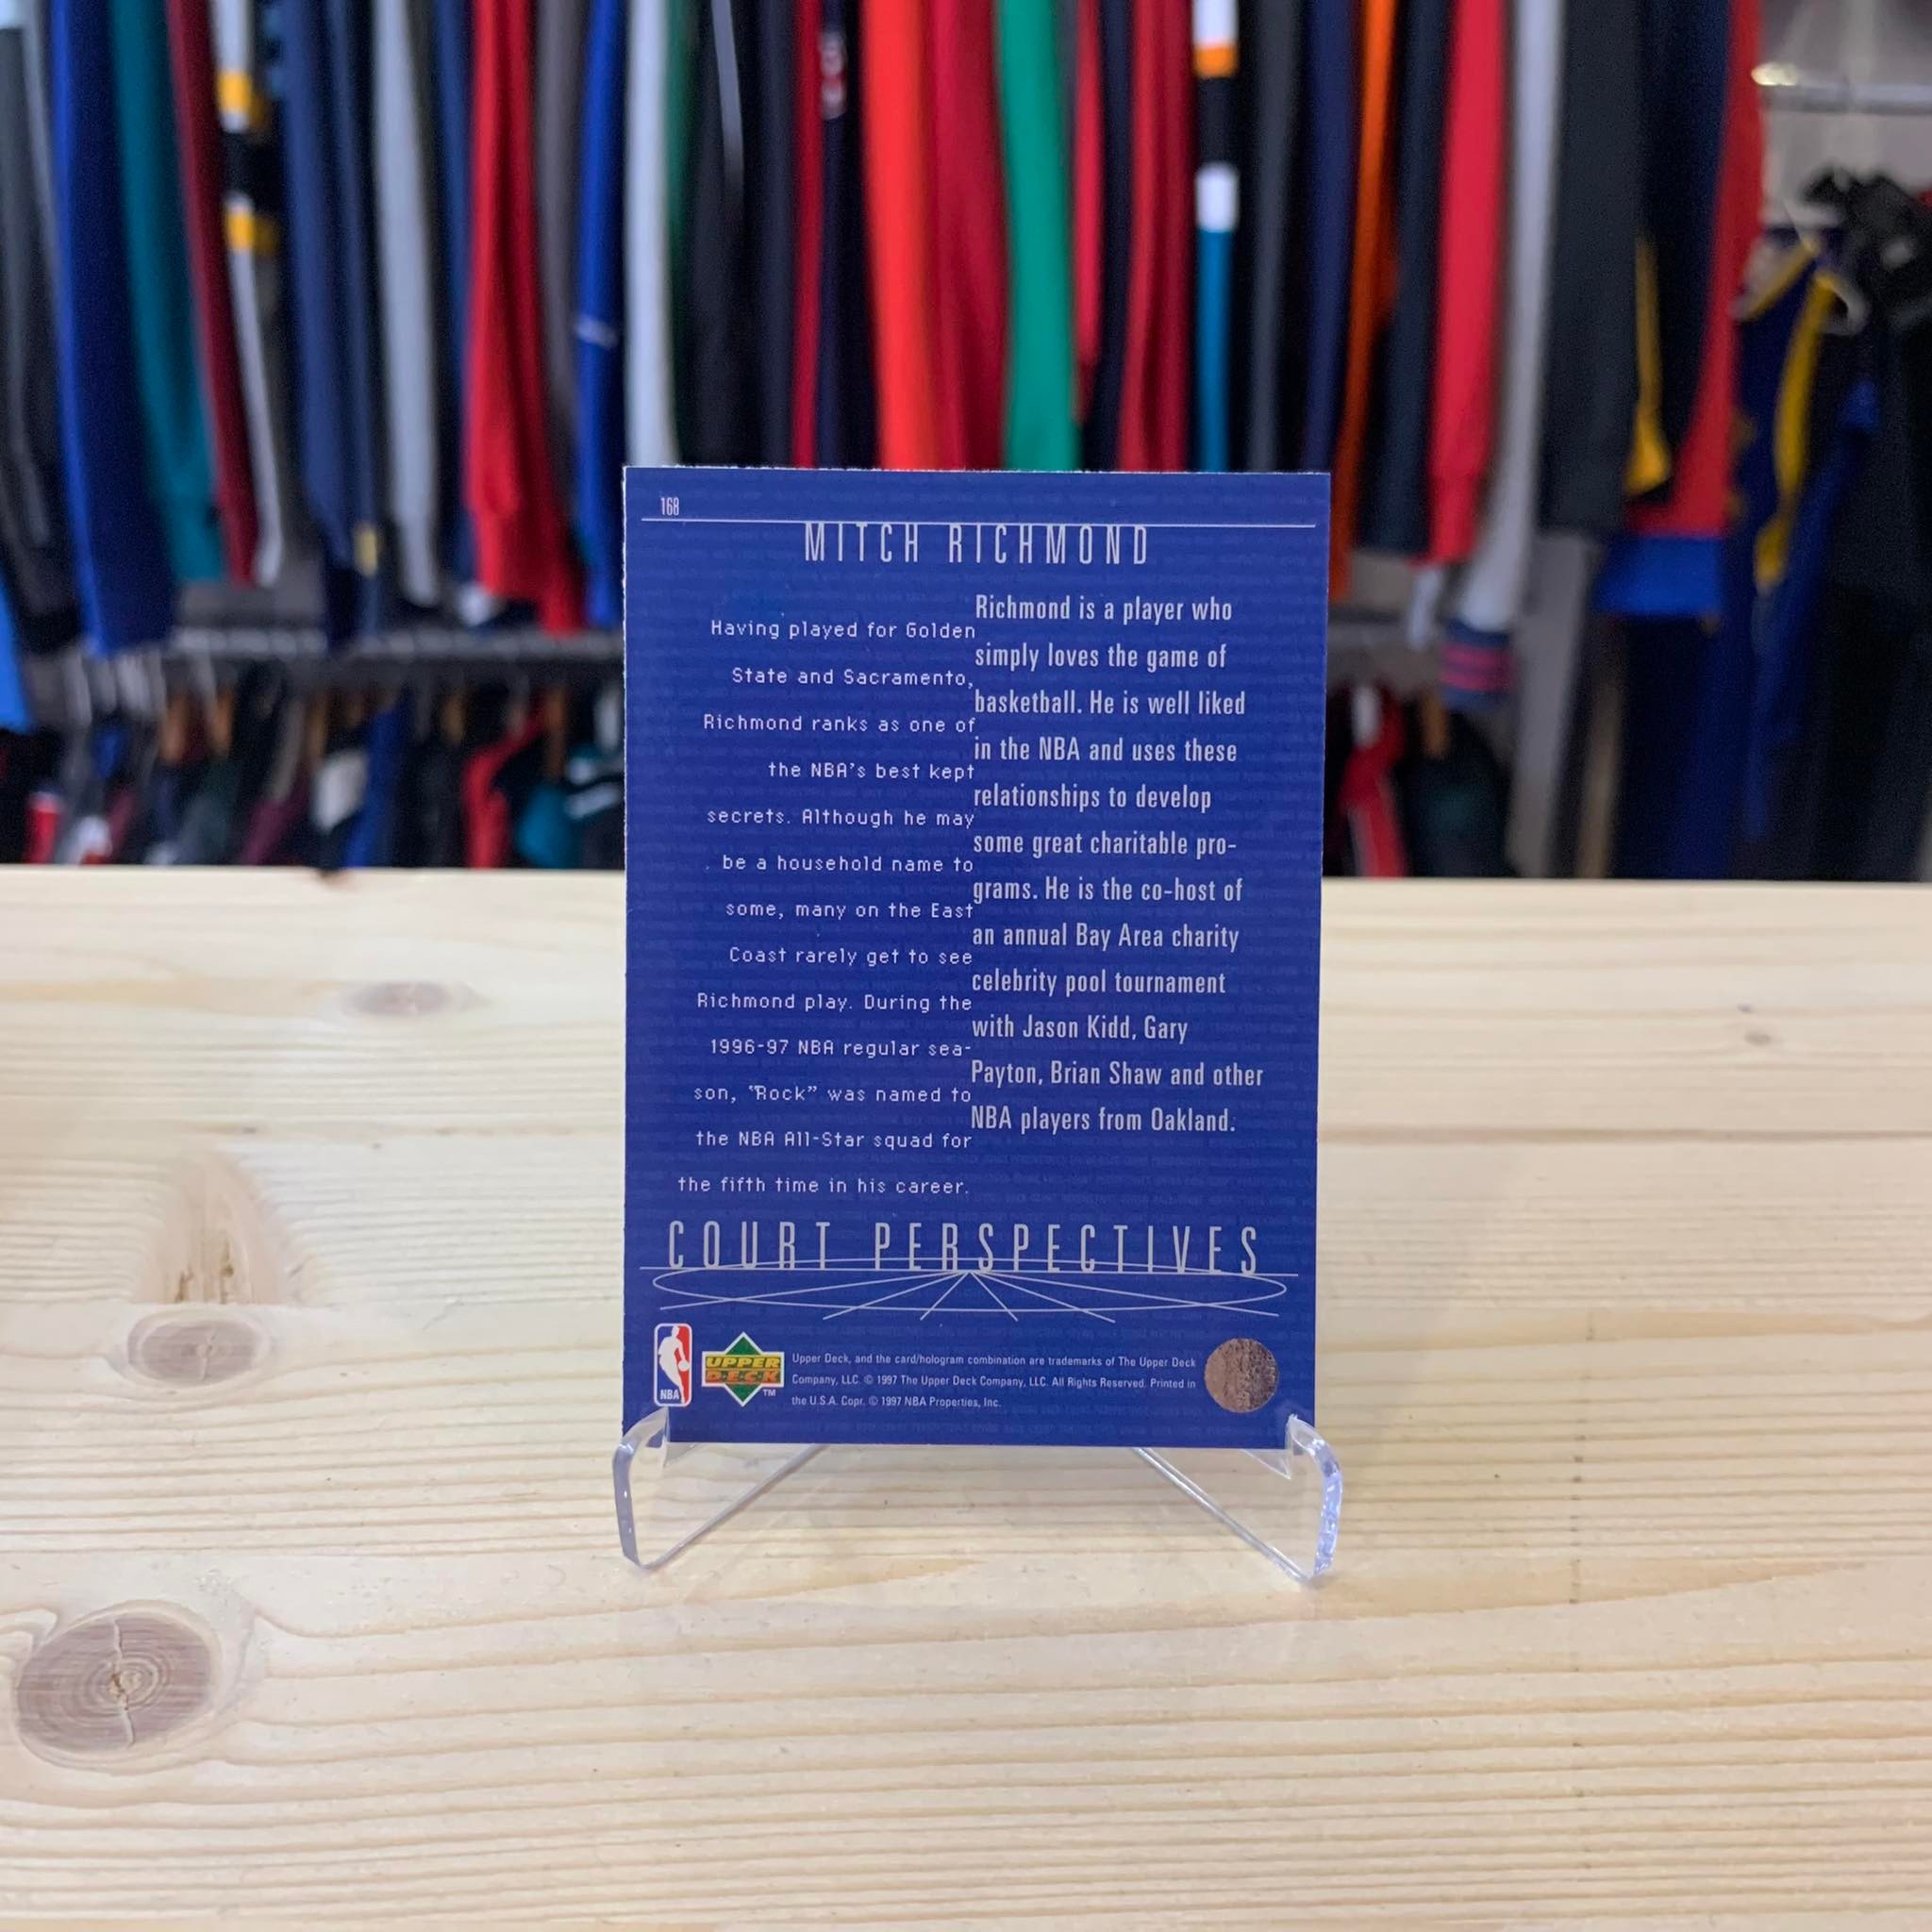 168
MITCH RICHMOND
Having played for Golden
State and Sacramento,
Richmond ranks as one of
the NBA's best kept
secrets. Although he may
be a household name to
some, many on the East
Coast rarely get to see
Richmond play. During the
1996-97 NBA regular sea-
son, "Rock" was named to
the NBA All-Star squad for
the fifth time in his career.
Richmond is a player who
simply loves the game of
basketball. He is well liked
in the NBA and uses these
relationships to develop
some great charitable pro-
grams. He is the co-host of
an annual Bay Area charity
celebrity pool tournament
with Jason Kidd, Gary
Payton, Brian Shaw and other
NBA players from Oakland.
COURT PERSPECTIVES
NBA
UPPER
DECK
TM
Upper Deck, and the card/hologram combination are trademarks of The Upper Deck
Company, LLC. © 1997 The Upper Deck Company, LLC. All Rights Reserved. Printed in
the U.S.A. Copr. © 1997 NBA Properties, Inc.